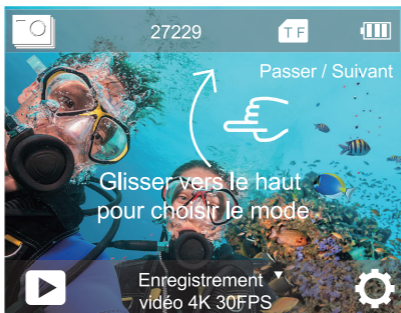 27229
TF
Passer / Suivant
Glisser vers le haut
pour choisir le mode
Enregistrement
vidéo 4K 30FPS